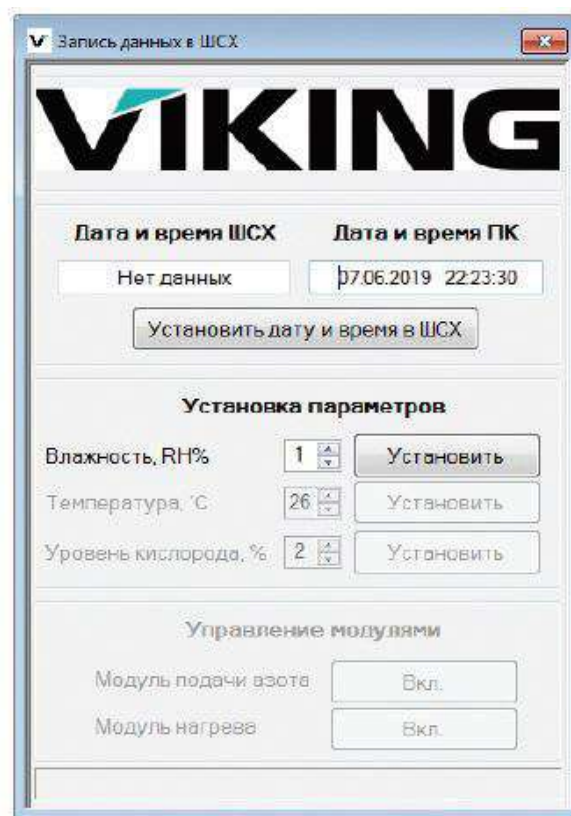 Запись данных в ШСХ
VIKING
Дата и время ШСХ Дата и время ПК
Нет данных 07.06.2019 22:23:30
Установить дату и время в ШСХ
Установка параметров
Влажность, RH% 1 Установить
Температура, °C 26 Установить
Уровень кислорода, % 2 Установить
Управление модулями
Модуль подачи азота Вкл.
Модуль нагрева Вкл.